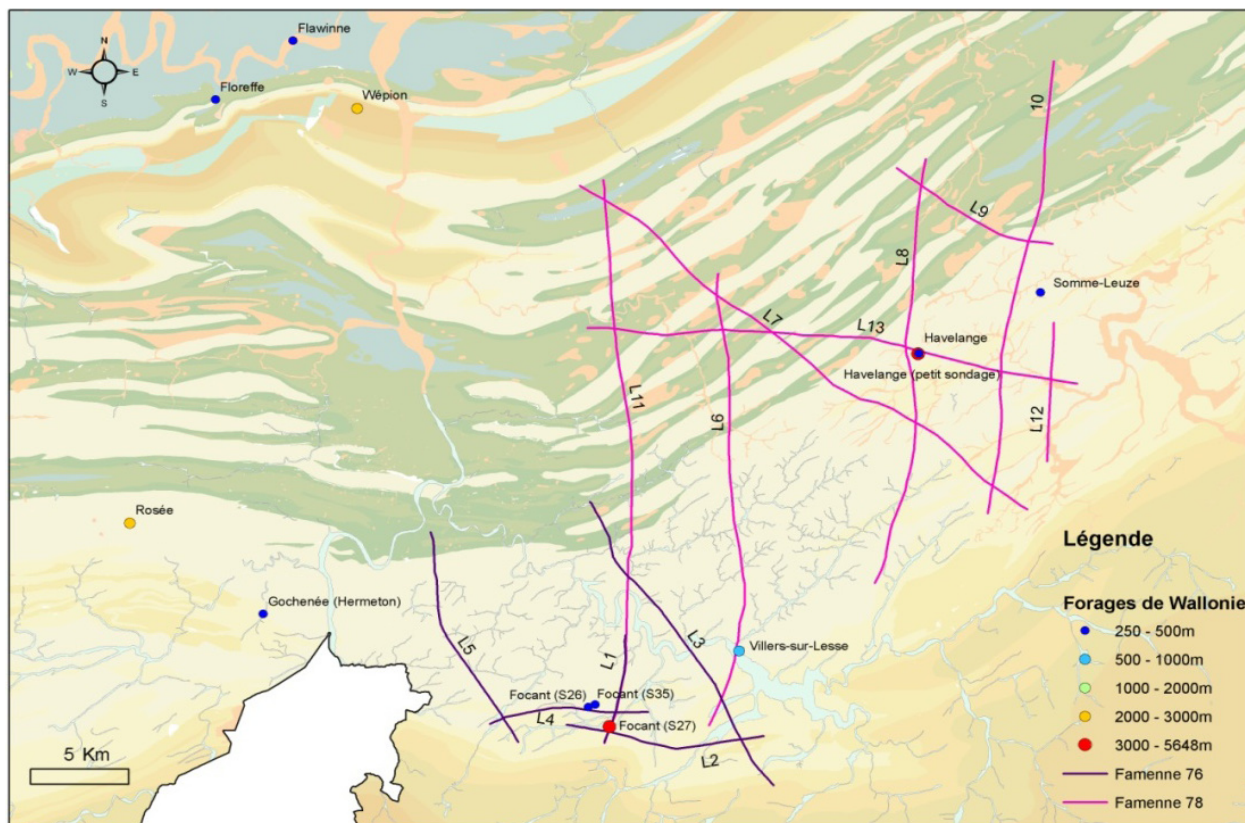 Flawinne
N
W E
S
Floreffe
Wépion
10
L9
L8
Somme-Leuze
L7
L13
Havelange
Havelange (petit sondage)
L11
L6
L12
Rosée
Légende
Forages de Wallonie
Gochenée (Hermeton)
250 - 500m
L5
L1
L3
Villers-sur-Lesse
500 - 1000m
Focant (S26)
Focant (S35)
1000 - 2000m
L4
Focant (S27)
2000 - 3000m
3000 - 5648m
L2
5 Km
Famenne 76
Famenne 78